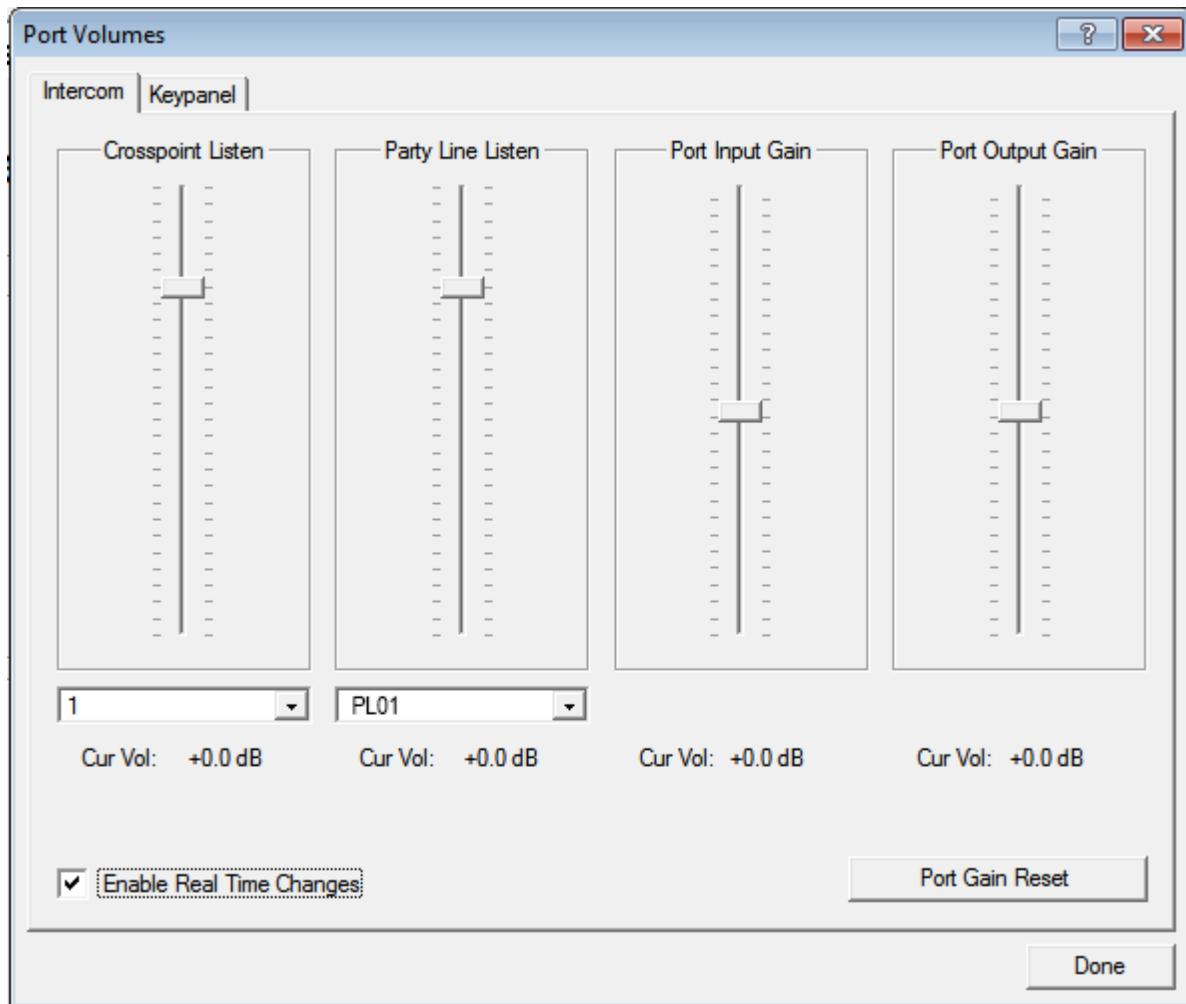 Port Volumes
Intercom Keypanel
Crosspoint Listen Party Line Listen Port Input Gain Port Output Gain
1 PL01
Cur Vol: +0.0 dB Cur Vol: +0.0 dB Cur Vol: +0.0 dB Cur Vol: +0.0 dB
Enable Real Time Changes Port Gain Reset
Done